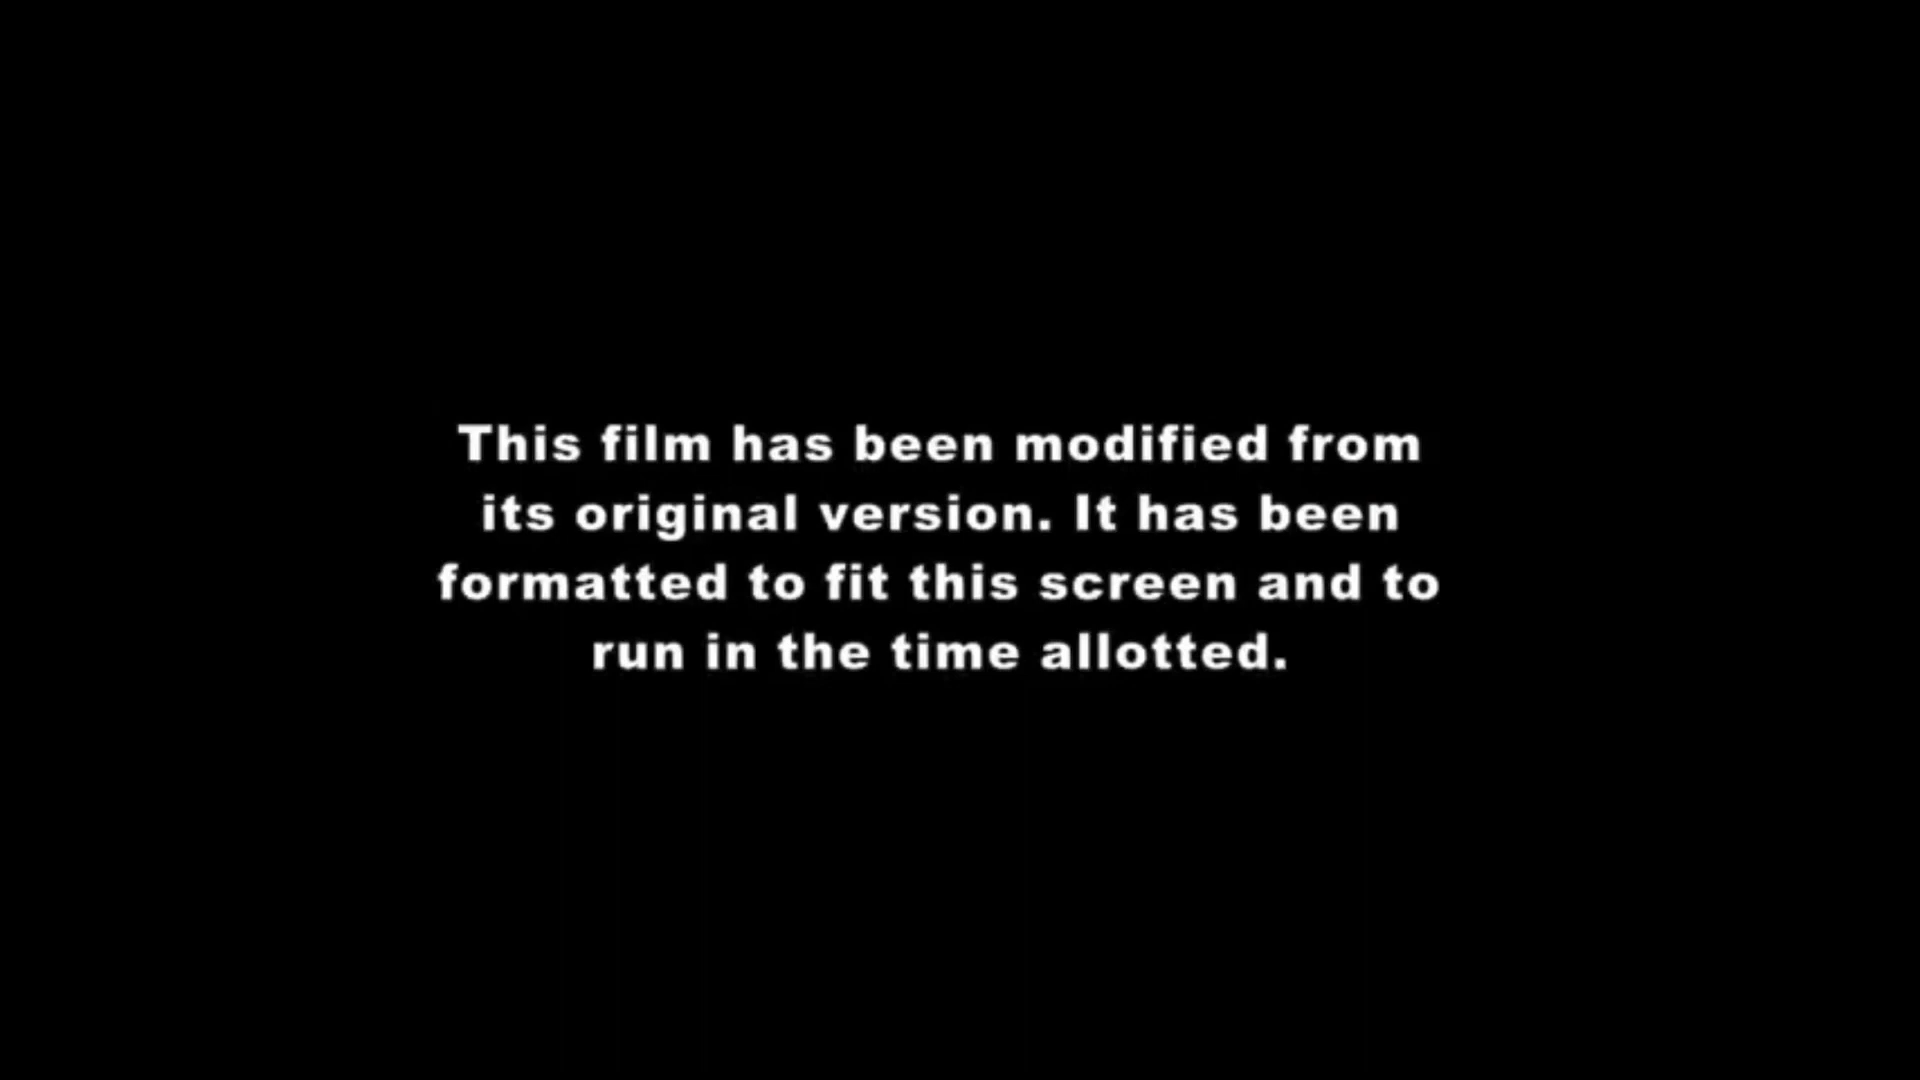 This film has been modified from
its original version. It has been
formatted to fit this screen and to
run in the time allotted.